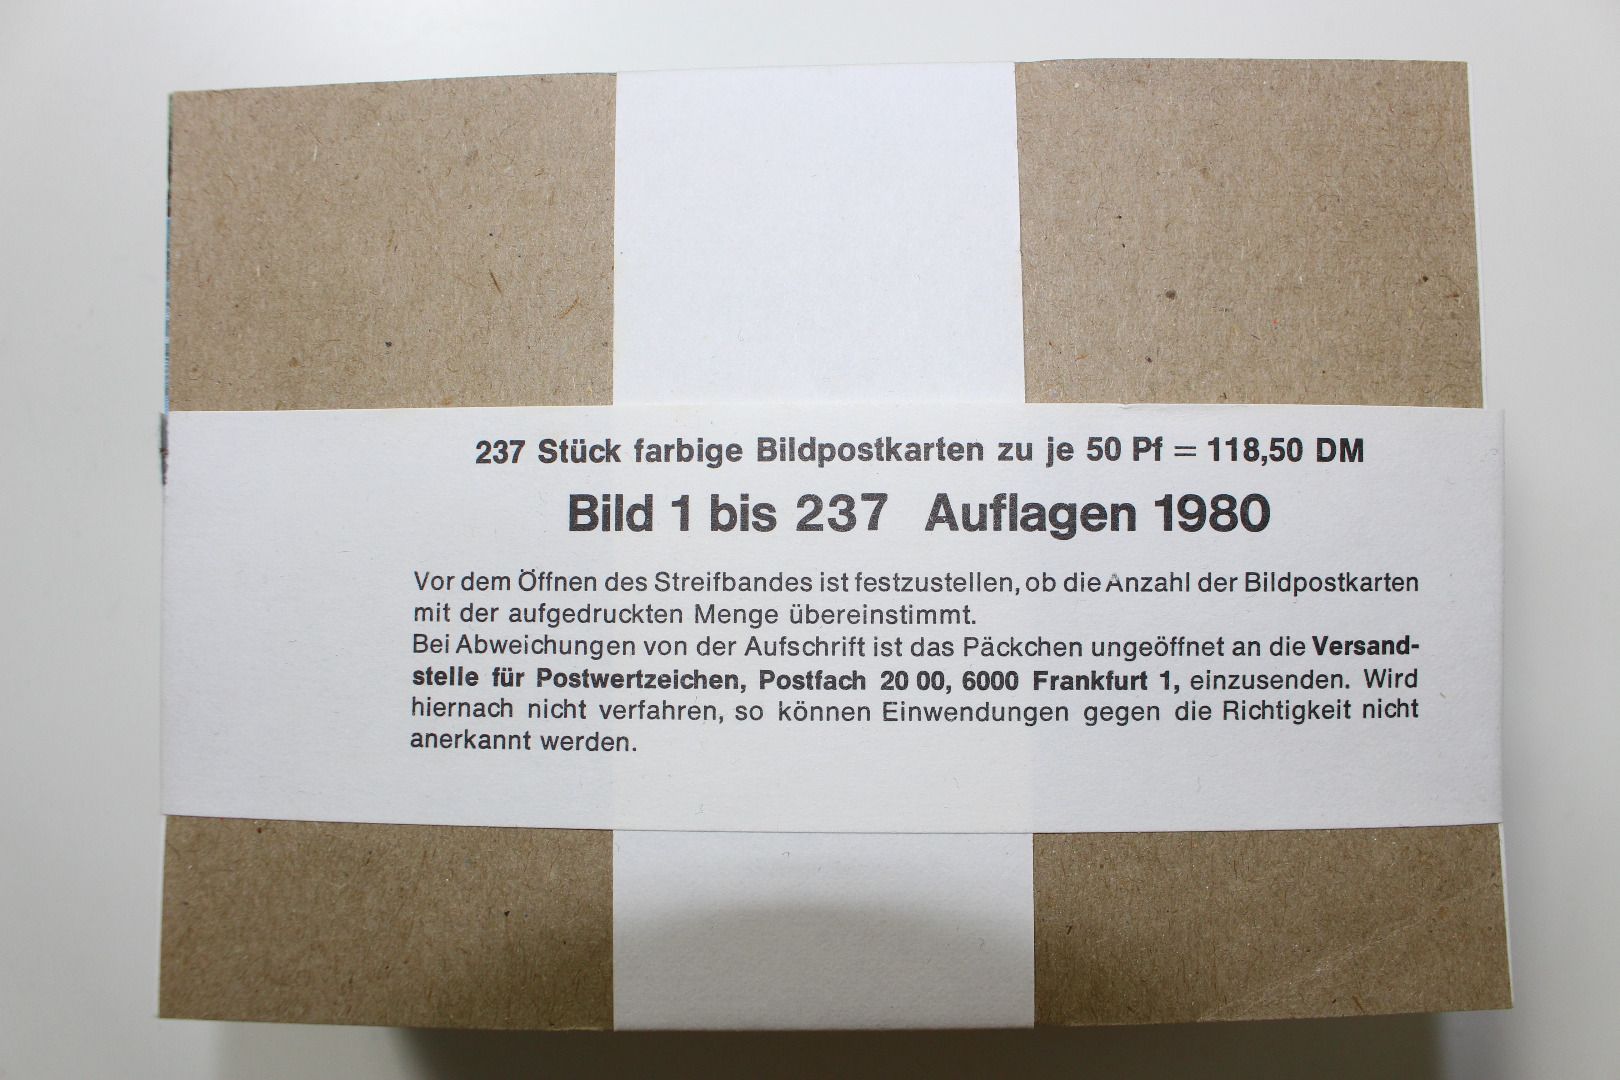 237 Stück farbige Bildpostkarten zu je 50 Pf = 118,50 DM
Bild 1 bis 237 Auflagen 1980
Vor dem Öffnen des Streifbandes ist festzustellen, ob die Anzahl der Bildpostkarten
mit der aufgedruckten Menge übereinstimmt.
Bei Abweichungen von der Aufschrift ist das Päckchen ungeöffnet an die Versand-
stelle für Postwertzeichen, Postfach 20 00, 6000 Frankfurt 1, einzusenden. Wird
hiernach nicht verfahren, so können Einwendungen gegen die Richtigkeit nicht
anerkannt werden.